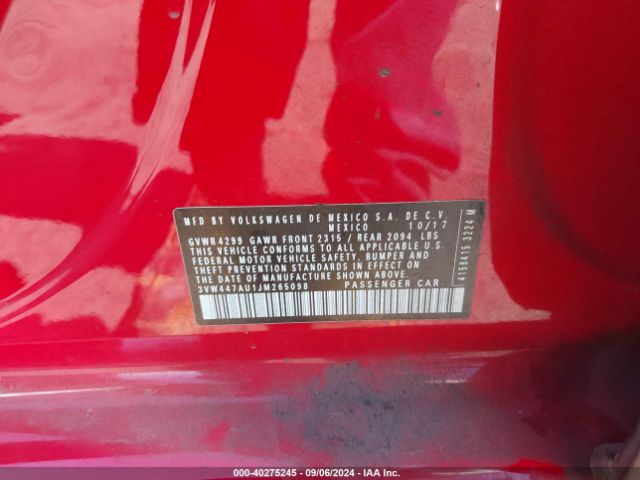 MFD BY VOLKSWAGEN DE MEXICO S.A. DE C.V.
MEXICO 10/17
GVWR 4299 GAWR FRONT 2315 / REAR 2094 LBS
THIS VEHICLE CONFORMS TO ALL APPLICABLE U.S.
FEDERAL MOTOR VEHICLE SAFETY, BUMPER AND
THEFT PREVENTION STANDARDS IN EFFECT ON
THE DATE OF MANUFACTURE SHOWN ABOVE.
3VW447AU1JM265098 PASSENGER CAR
4158415 3224 M
© - 40275245 - 09/06/2024 - IAA Inc.